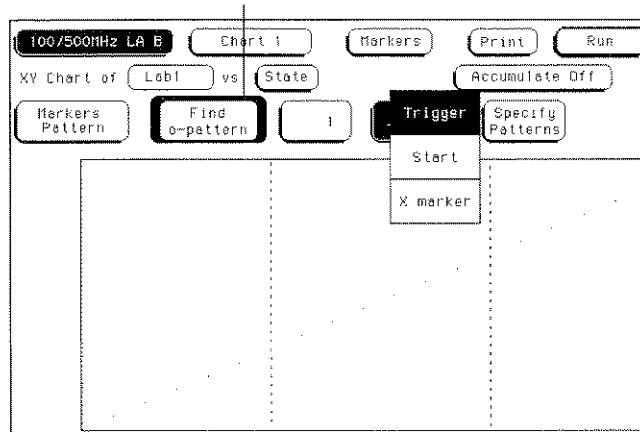 100/500MHz LA B Chart 1 Markers Print Run
XY Chart of Lab1 vs State Accumulate Off
Markers Pattern Find o-pattern 1 Trigger Specify Patterns
Start
X marker